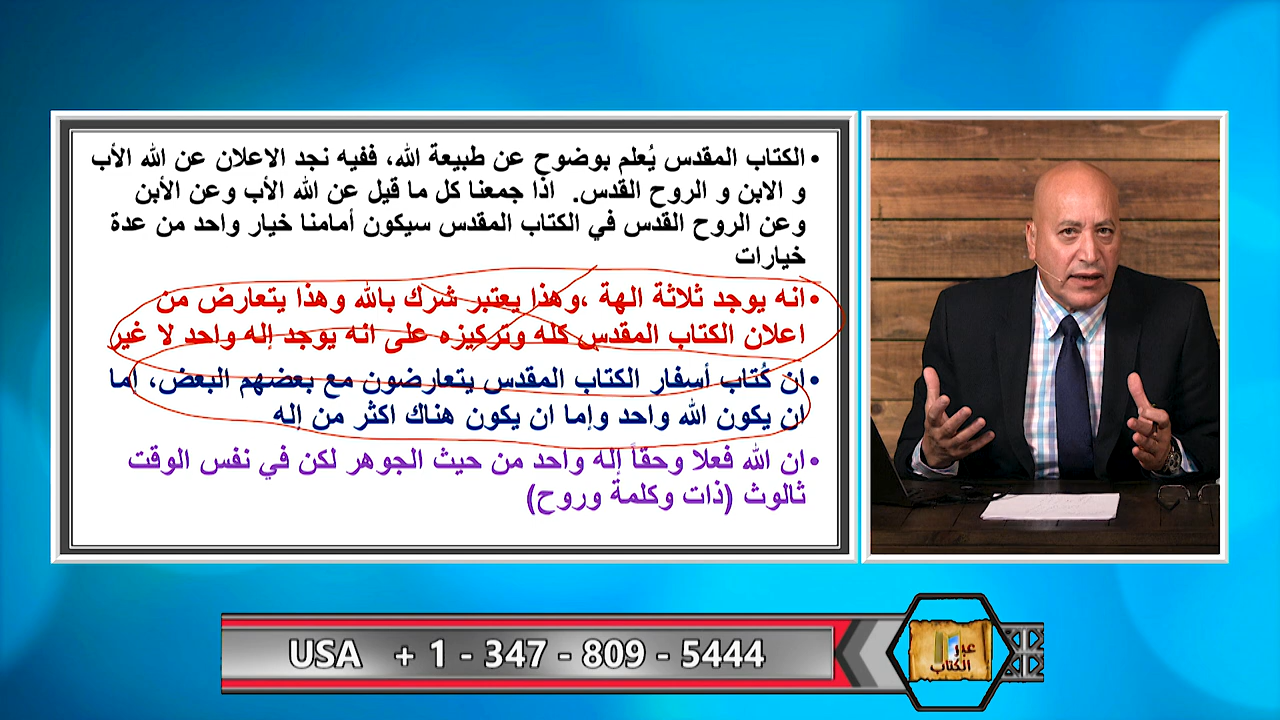 • الكتاب المقدس يُعلم بوضوح عن طبيعة الله، ففيه نجد الاعلان عن الله الأب
و الابن و الروح القدس. اذا جمعنا كل ما قيل عن الله الأب وعن الأبن
وعن الروح القدس في الكتاب المقدس سيكون أمامنا خيار واحد من عدة
خيارات
• انه يوجد ثلاثة الهة ،وهذا يعتبر شرك بالله وهذا يتعارض من
اعلان الكتاب المقدس كله وتركيزه على انه يوجد إله واحد لا غير
• ان كُتاب أسفار الكتاب المقدس يتعارضون مع بعضهم البعض، اما
ان يكون الله واحد وإما ان يكون هناك اكثر من إله
• ان الله فعلا وحقاً إله واحد من حيث الجوهر لكن في نفس الوقت
ثالوث (ذات وكلمة وروح)
USA + 1 - 347 - 809 - 5444
عبر
الكتاب